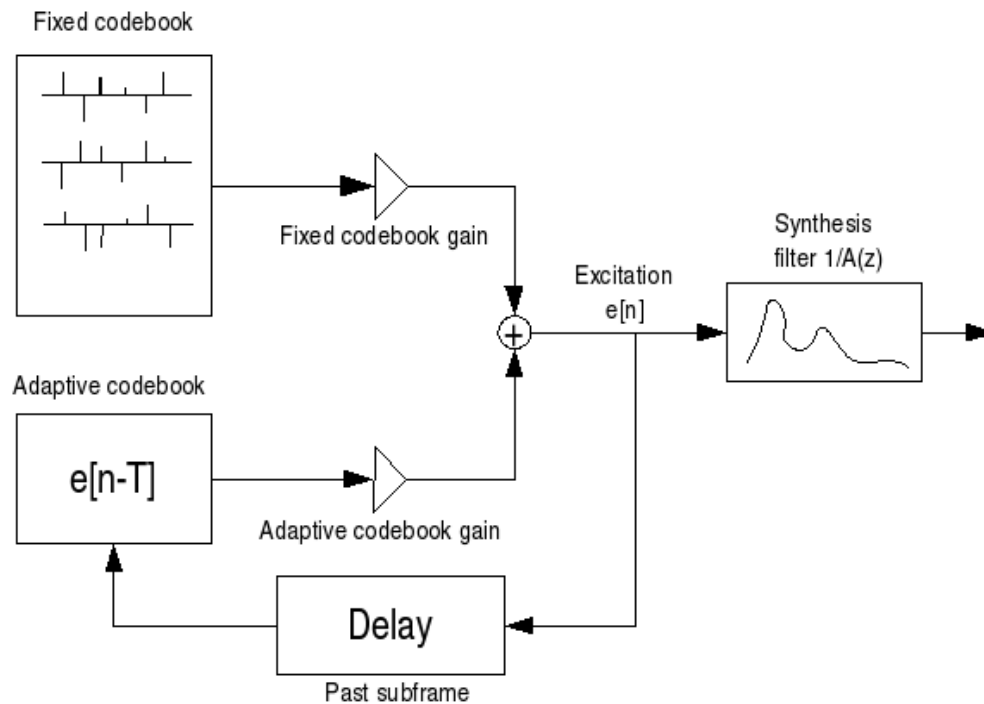 Fixed codebook
Fixed codebook gain
Synthesis
filter 1/A(z)
Excitation
e[n]
+
Adaptive codebook
e[n-T]
Adaptive codebook gain
Delay
Past subframe